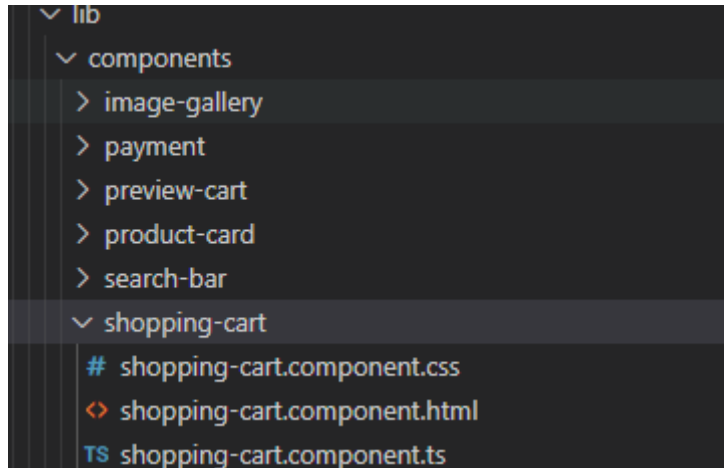 lib
components
image-gallery
payment
preview-cart
product-card
search-bar
shopping-cart
# shopping-cart.component.css
<> shopping-cart.component.html
TS shopping-cart.component.ts